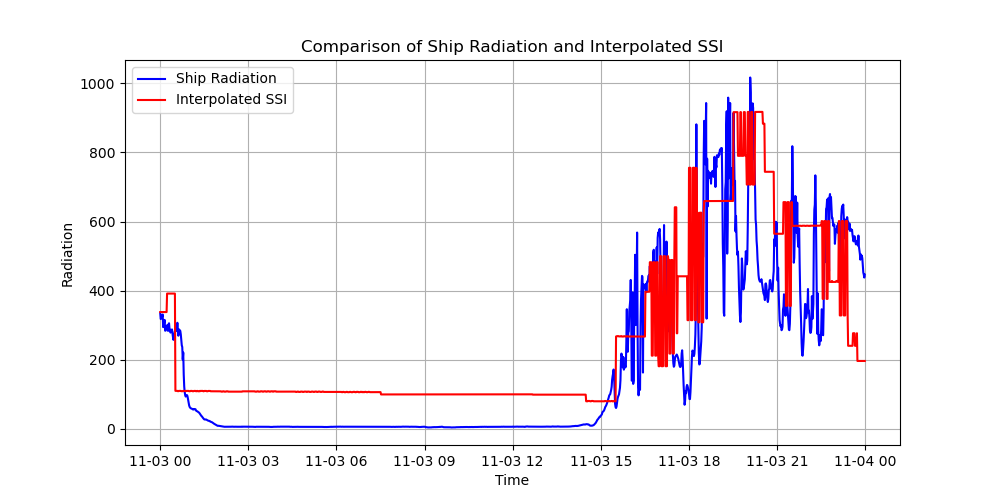 Comparison of Ship Radiation and Interpolated SSI
Ship Radiation
Interpolated SSI
1000
800
600
400
200
0
Radiation
11-03 00 11-03 03 11-03 06 11-03 09 11-03 12 11-03 15 11-03 18 11-03 21 11-04 00
Time